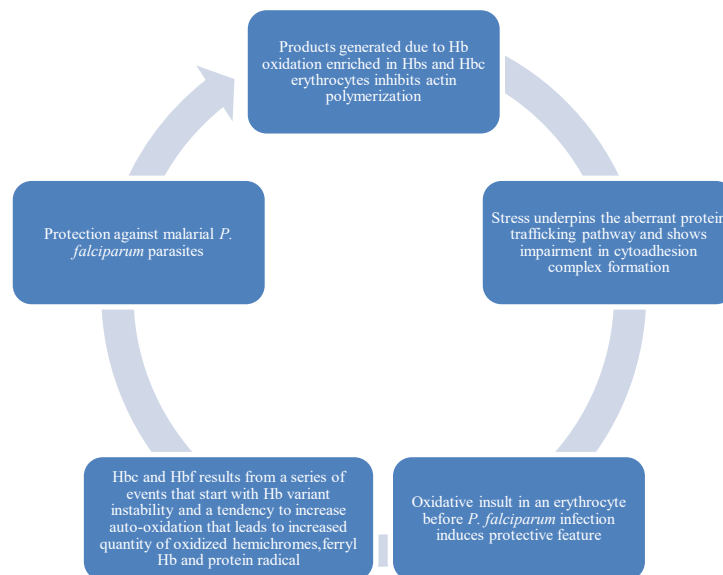 Products generated due to Hb
oxidation enriched in Hbs and Hbc
erythrocytes inhibits actin
polymerization
Stress underpins the aberrant protein
trafficking pathway and shows
impairment in cytoadhesion
complex formation
Oxidative insult in an erythrocyte
before P. falciparum infection
induces protective feature
Hbc and Hbf results from a series of
events that start with Hb variant
instability and a tendency to increase
auto-oxidation that leads to increased
quantity of oxidized hemichromes,ferryl
Hb and protein radical
Protection against malarial P.
falciparum parasites